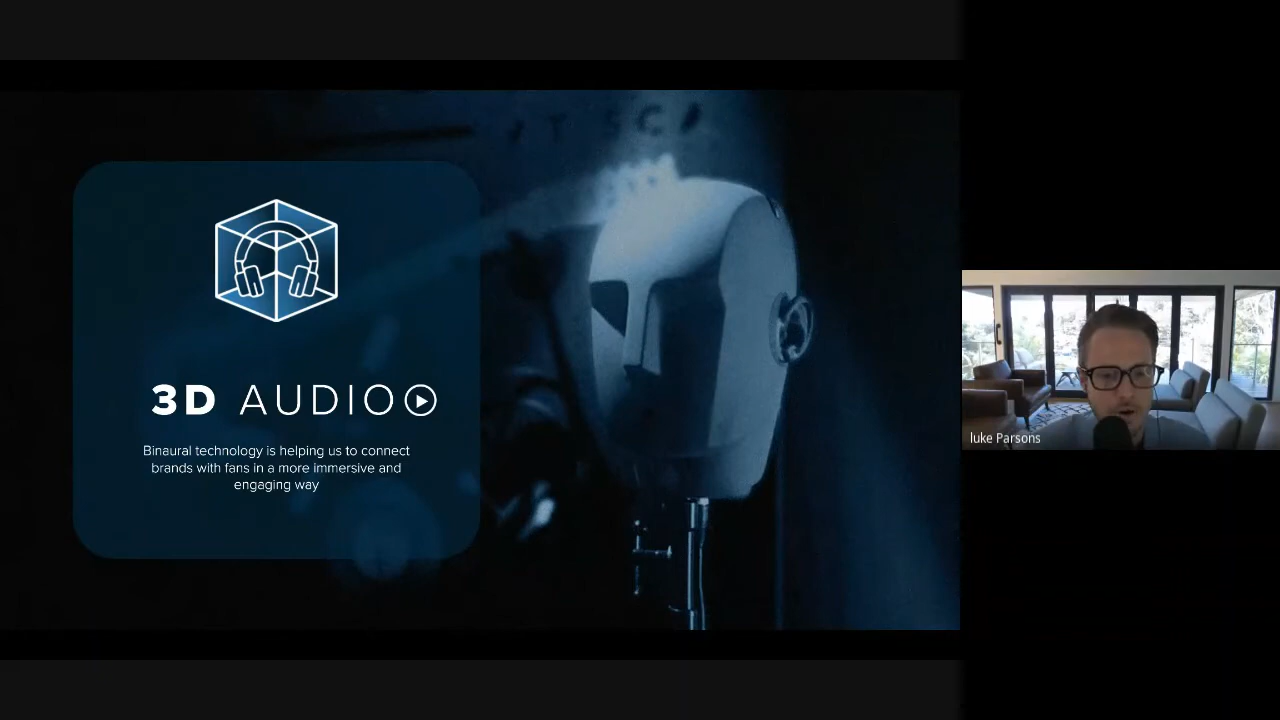 3D AUDIO
Binaural technology is helping us to connect
brands with fans in a more immersive and
engaging way
luke Parsons